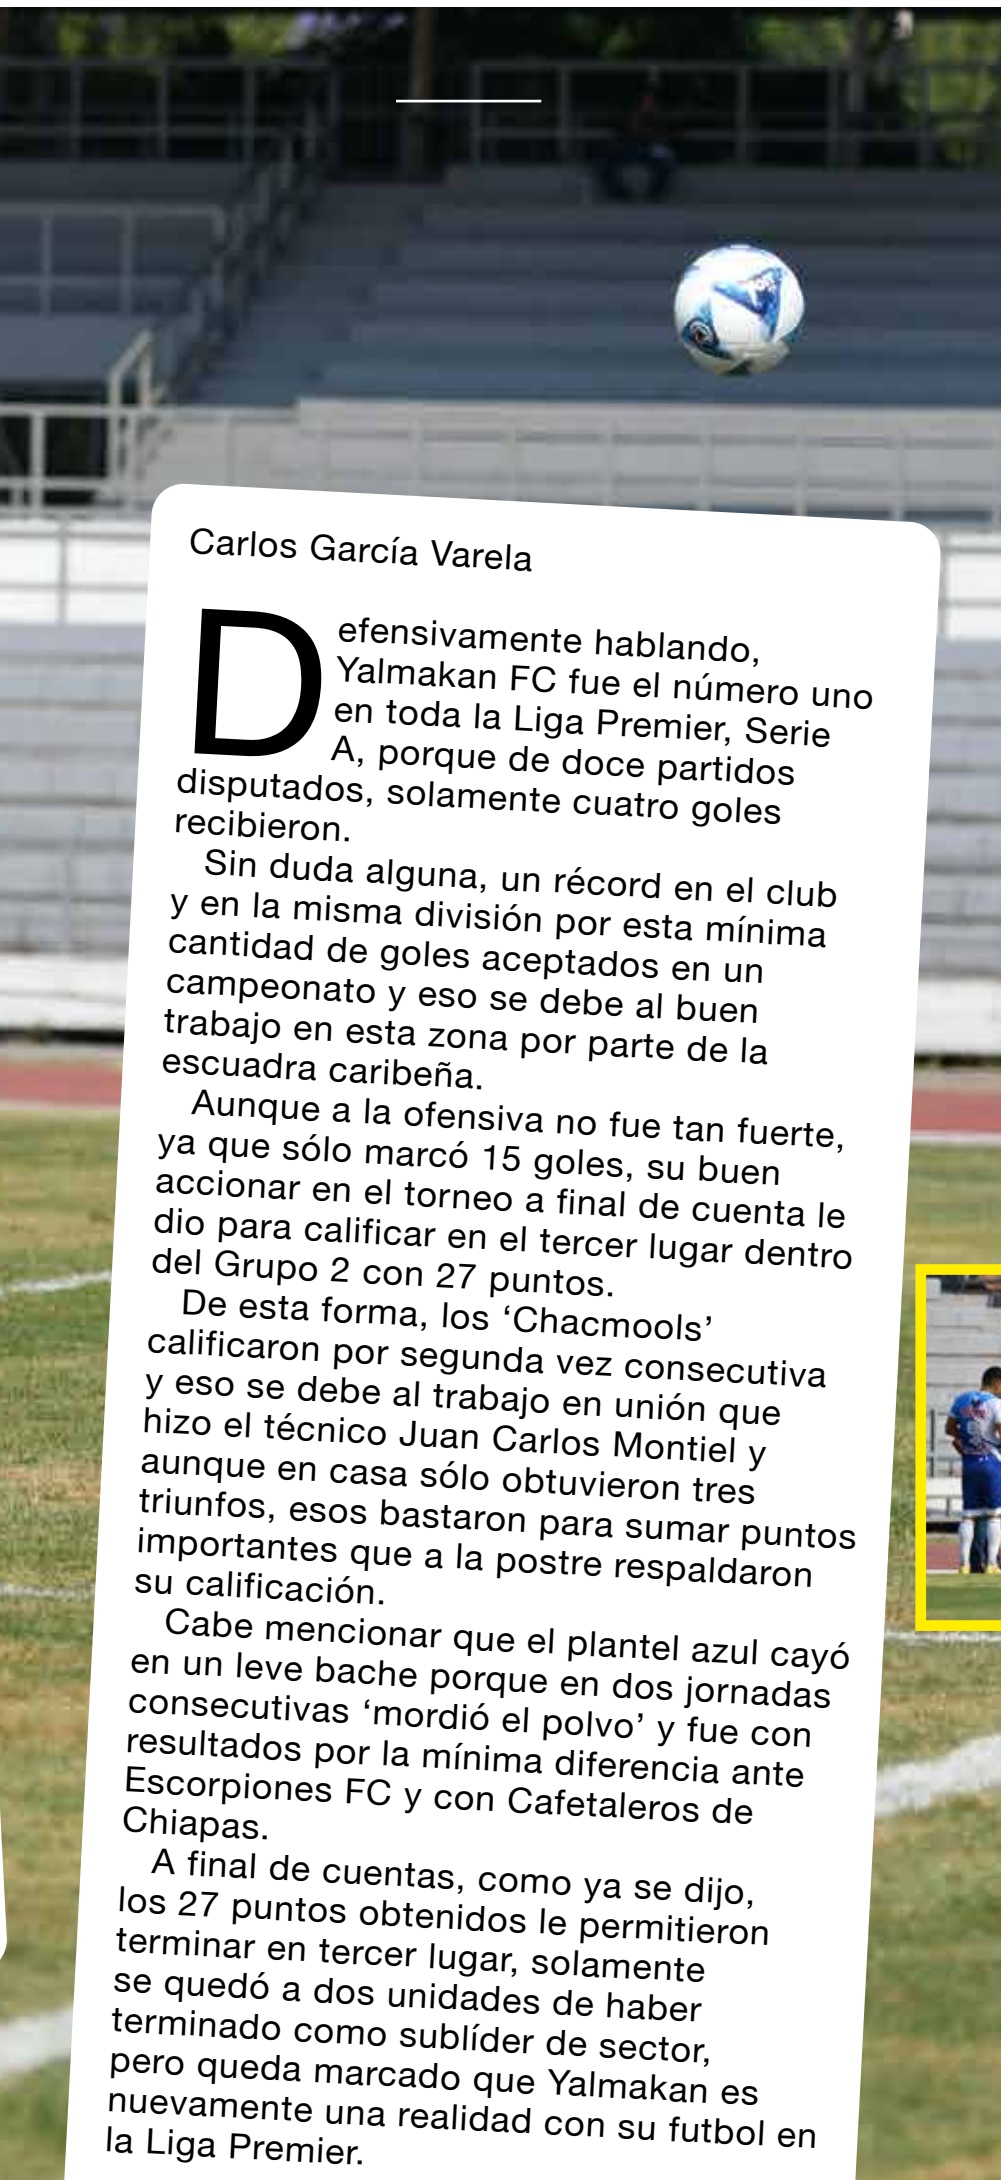 Carlos García Varela
Defensivamente hablando,
Yalmakan FC fue el número uno
en toda la Liga Premier, Serie
A, porque de doce partidos
disputados, solamente cuatro goles
recibieron.
Sin duda alguna, un récord en el club
y en la misma división por esta mínima
cantidad de goles aceptados en un
campeonato y eso se debe al buen
trabajo en esta zona por parte de la
escuadra caribeña.
Aunque a la ofensiva no fue tan fuerte,
ya que sólo marcó 15 goles, su buen
accionar en el torneo a final de cuenta le
dio para calificar en el tercer lugar dentro
del Grupo 2 con 27 puntos.
De esta forma, los ‘Chacmools’
calificaron por segunda vez consecutiva
y eso se debe al trabajo en unión que
hizo el técnico Juan Carlos Montiel y
aunque en casa sólo obtuvieron tres
triunfos, esos bastaron para sumar puntos
importantes que a la postre respaldaron
su calificación.
Cabe mencionar que el plantel azul cayó
en un leve bache porque en dos jornadas
consecutivas ‘mordió el polvo’ y fue con
resultados por la mínima diferencia ante
Escorpiones FC y con Cafetaleros de
Chiapas.
A final de cuentas, como ya se dijo,
los 27 puntos obtenidos le permitieron
terminar en tercer lugar, solamente
se quedó a dos unidades de haber
terminado como sublíder de sector,
pero queda marcado que Yalmakan es
nuevamente una realidad con su futbol en
la Liga Premier.